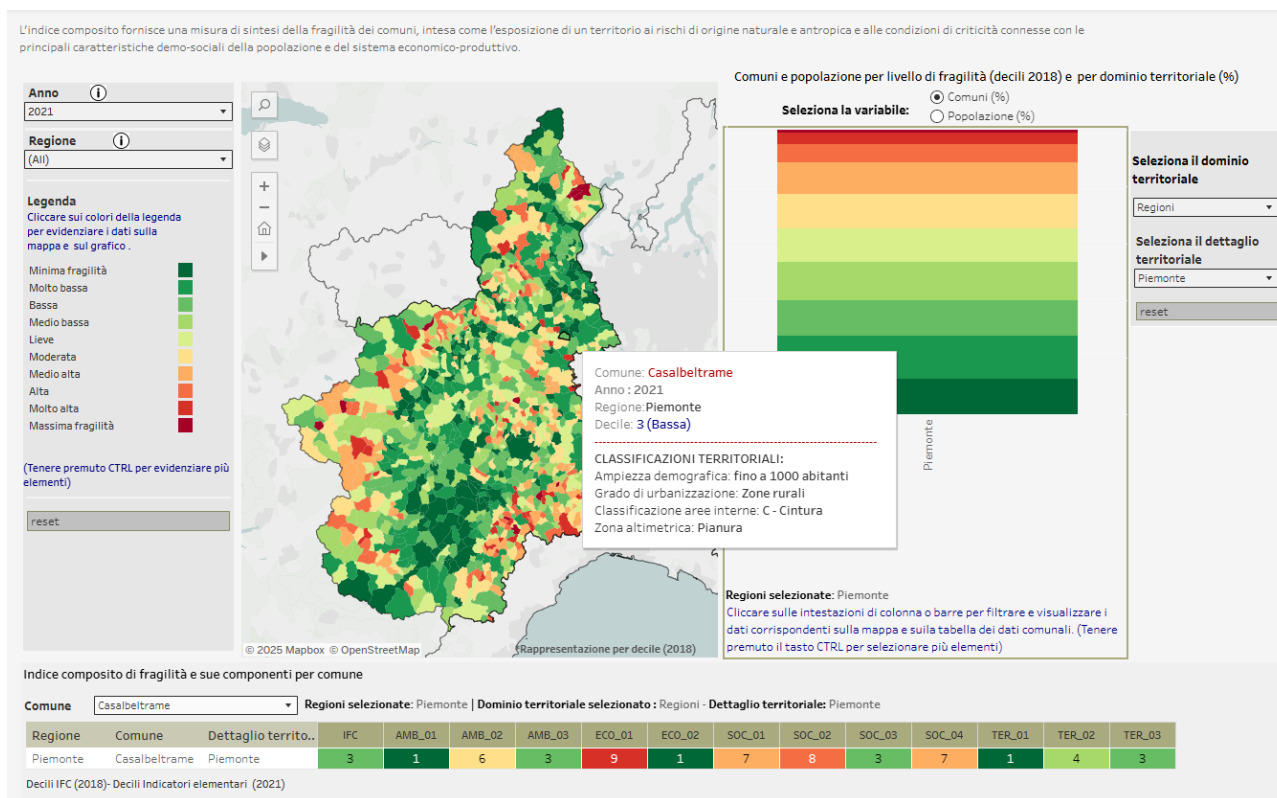 L'indice composito fornisce una misura di sintesi della fragilità dei comuni, intesa come l'esposizione di un territorio ai rischi di origine naturale e antropica e alle condizioni di criticità connesse con le
principali caratteristiche demo-sociali della popolazione e del sistema economico-produttivo.
Anno
2021
Regione
(All)
Legenda
Cliccare sui colori della legenda
per evidenziare i dati sulla
mappa e sul grafico .
Minima fragilità
Molto bassa
Bassa
Medio bassa
Lieve
Moderata
Medio alta
Alta
Molto alta
Massima fragilità
(Tenere premuto CTRL per evidenziare più
elementi)
reset
© 2025 Mapbox © OpenStreetMap
Rappresentazione per decile (2018)
Comuni e popolazione per livello di fragilità (decili 2018) e per dominio territoriale (%)
Seleziona la variabile:
Comuni (%)
Popolazione (%)
Piemonte
Comune: Casalbeltrame
Anno : 2021
Regione:Piemonte
Decile: 3 (Bassa)
CLASSIFICAZIONI TERRITORIALI:
Ampiezza demografica: fino a 1000 abitanti
Grado di urbanizzazione: Zone rurali
Classificazione aree interne: C - Cintura
Zona altimetrica: Pianura
Regioni selezionate: Piemonte
Cliccare sulle intestazioni di colonna o barre per filtrare e visualizzare i
dati corrispondenti sulla mappa e sulla tabella dei dati comunali. (Tenere
premuto il tasto CTRL per selezionare più elementi)
Seleziona il dominio
territoriale
Regioni
Seleziona il dettaglio
territoriale
Piemonte
reset
Indice composito di fragilità e sue componenti per comune
Comune Casalbeltrame Regioni selezionate: Piemonte | Dominio territoriale selezionato : Regioni - Dettaglio territoriale: Piemonte
Regione Comune Dettaglio territo.. IFC AMB_01 AMB_02 AMB_03 ECO_01 ECO_02 SOC_01 SOC_02 SOC_03 SOC_04 TER_01 TER_02 TER_03
Piemonte Casalbeltrame Piemonte 3 1 6 3 9 1 7 8 3 7 1 4 3
Decili IFC (2018)- Decili Indicatori elementari (2021)